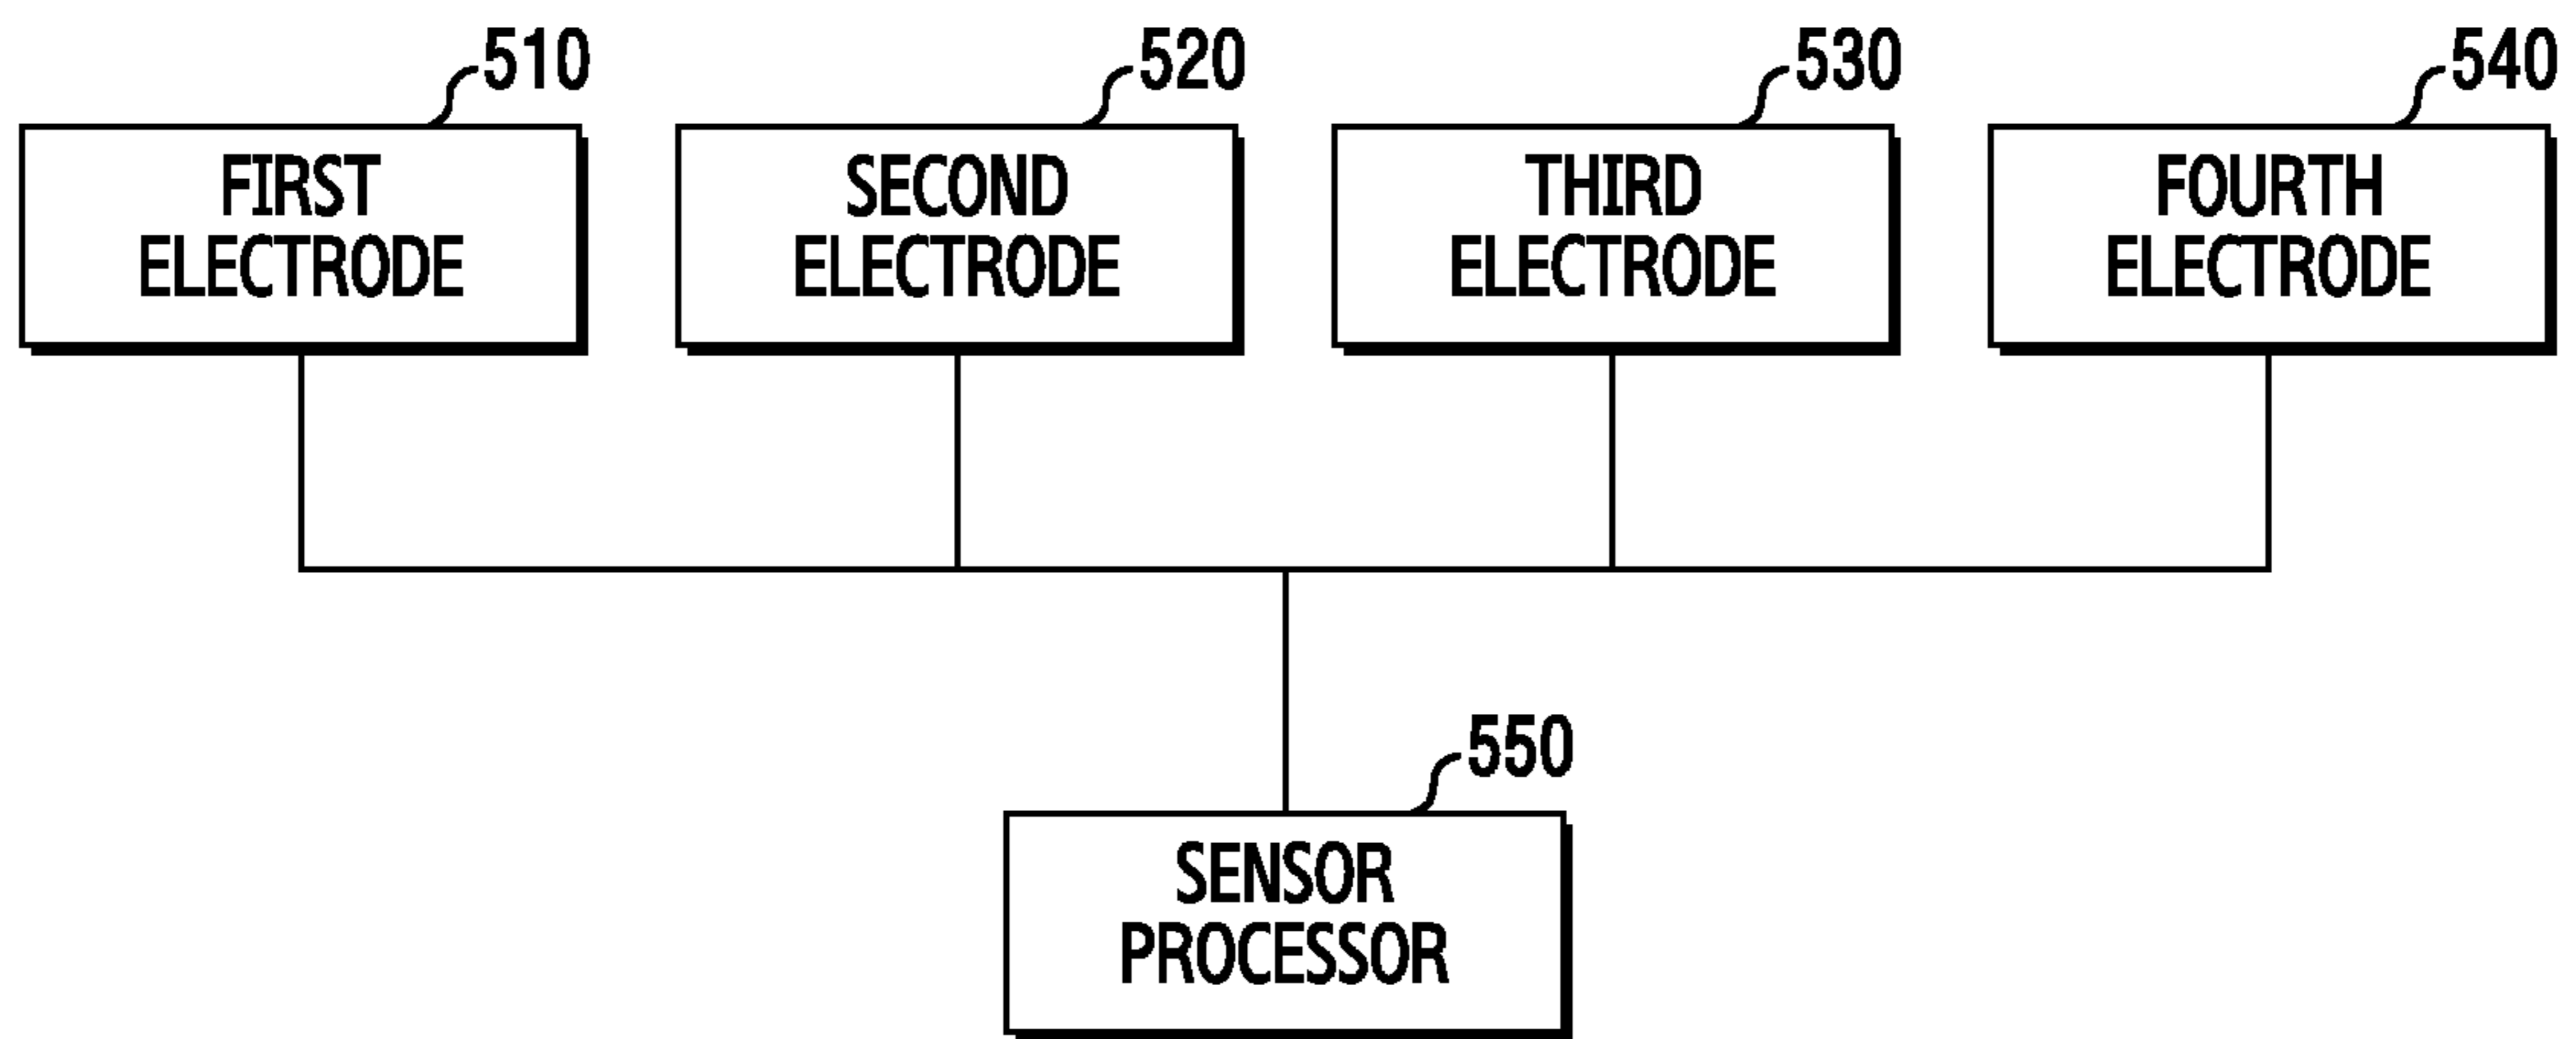 510
520
530
540
FIRST
ELECTRODE
SECOND
ELECTRODE
THIRD
ELECTRODE
FOURTH
ELECTRODE
550
SENSOR
PROCESSOR